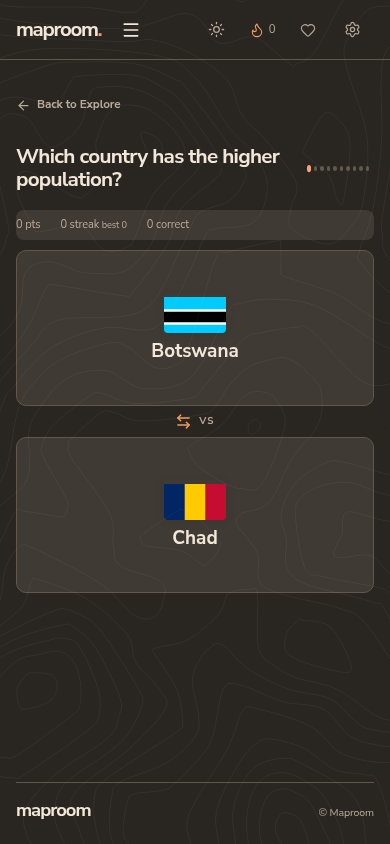 maproom.
0
Back to Explore
Which country has the higher
population?
0 pts 0 streak best 0 0 correct
Botswana
VS
Chad
maproom
© Maproom